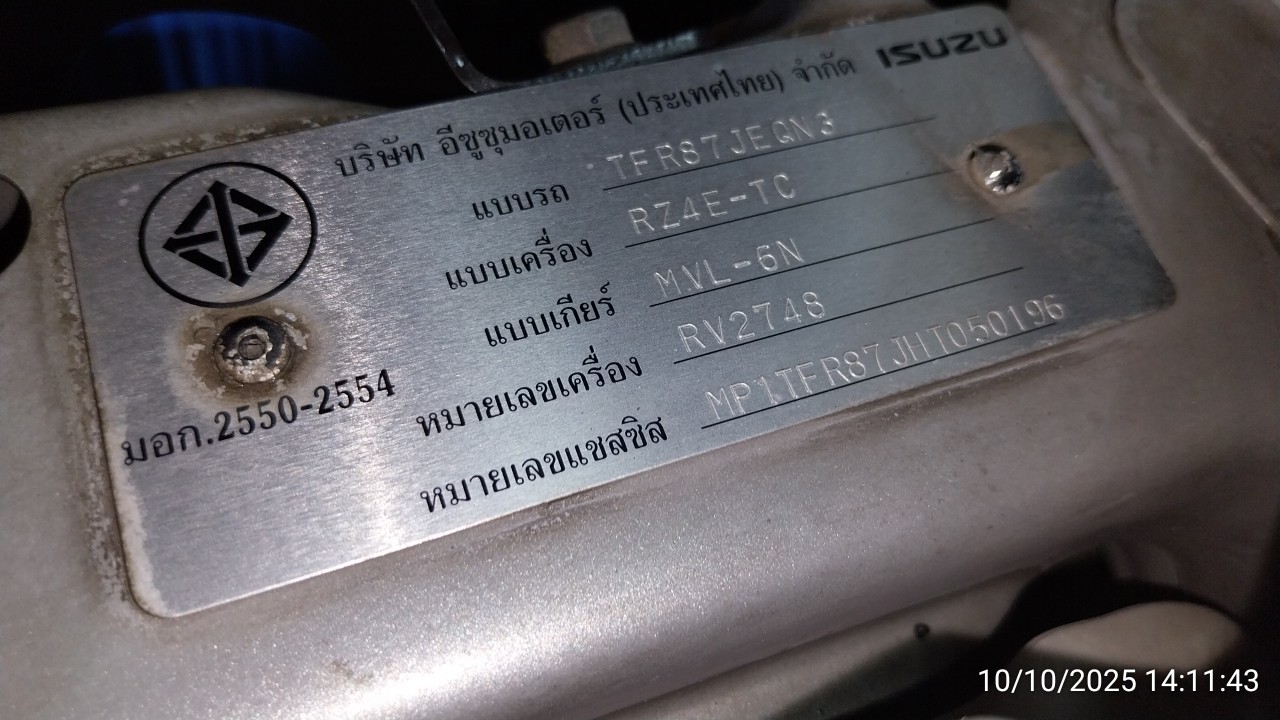 บริษัท อีซูซุมอเตอร์ (ประเทศไทย) จำกัด ISUZU
แบบรถ TFR87JEQN3
แบบเครื่อง RZ4E-TC
แบบเกียร์ MVL-6N
หมายเลขเครื่อง RV2748
หมายเลขแชสซิส MP1TFR87JHT050196
มอก.2550-2554
10/10/2025 14:11:43